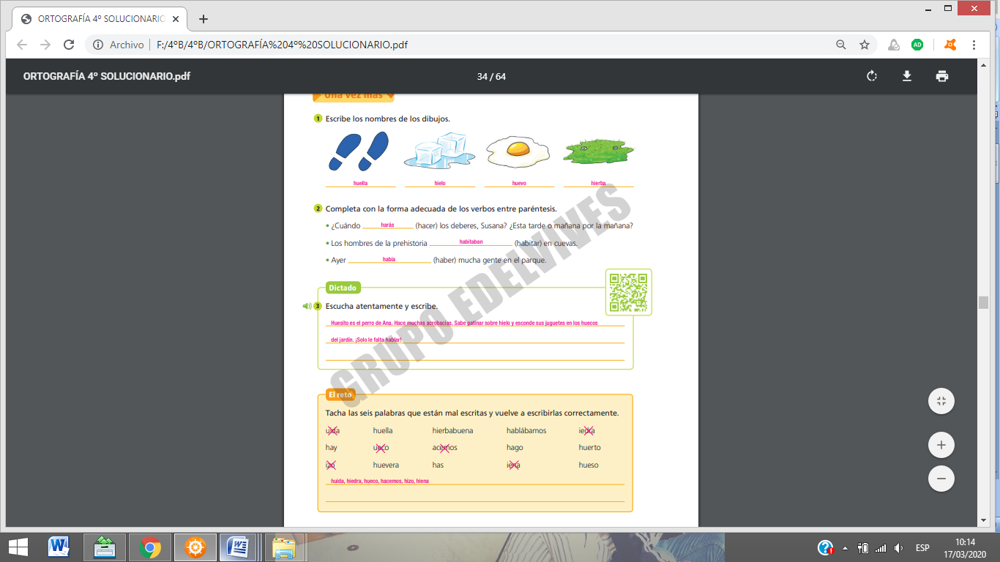 ORTOGRAFÍA 4º SOLUCIONARIO
Archivo
F:/4ºB/4ºB/ORTOGRAFÍA%204º%20SOLUCIONARIO.pdf
AD
ORTOGRAFÍA 4º SOLUCIONARIO.pdf
34 / 64
Una vez más
1 Escribe los nombres de los dibujos.
huella hielo huevo hierba
2 Completa con la forma adecuada de los verbos entre paréntesis.
• ¿Cuándo harás (hacer) los deberes, Susana? ¿Esta tarde o mañana por la mañana?
• Los hombres de la prehistoria habitaban (habitar) en cuevas.
• Ayer había (haber) mucha gente en el parque.
Dictado
3 Escucha atentamente y escribe.
Huesito es el perro de Ana. Hace muchas acrobacias. Sabe patinar sobre hielo y esconde sus juguetes en los huecos
del jardín. ¡Solo le falta hablar!
GRUPO EDELVIVES
El reto
Tacha las seis palabras que están mal escritas y vuelve a escribirlas correctamente.
uida huella hierbabuena hablábamos iedra
hay ueco acemos hago huerto
izo huevera has iena hueso
huida, hiedra, hueco, hacemos, hizo, hiena
ESP
10:14
17/03/2020